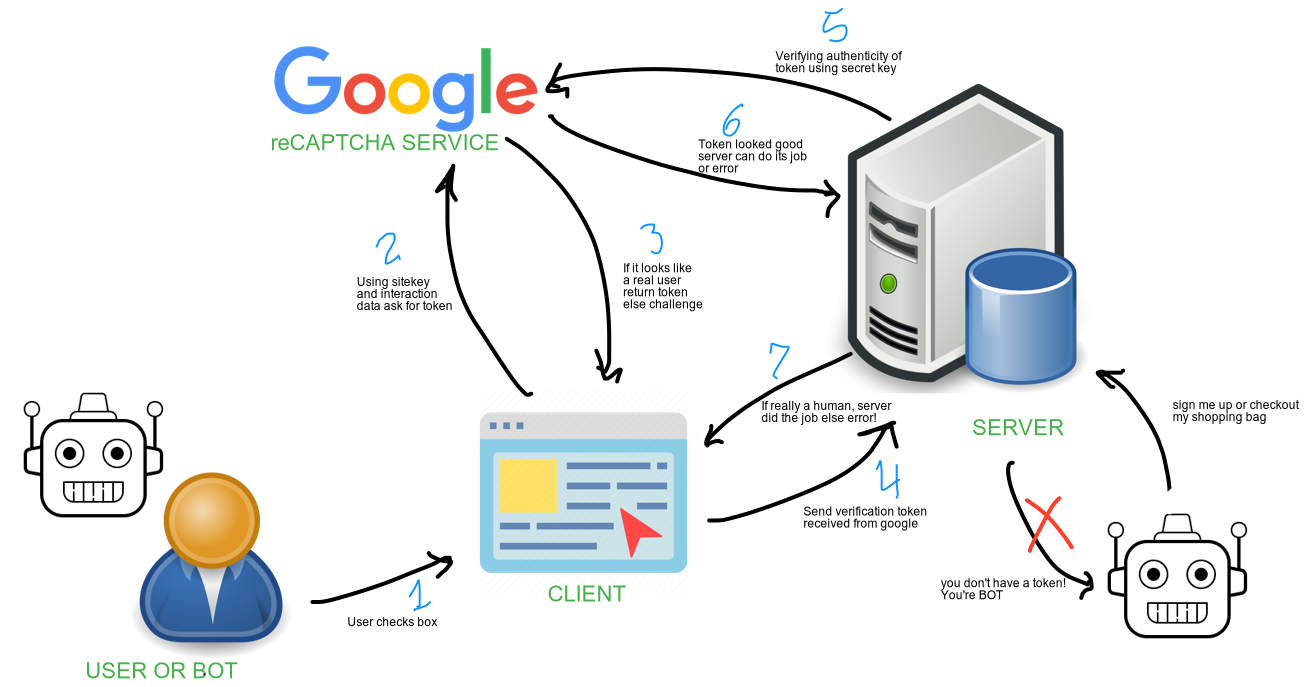 5
Verifying authenticity of
token using secret key
Google
reCAPTCHA SERVICE
6
Token looked good
server can do its job
or error
2
Using sitekey
and interaction
data ask for token
3
If it looks like
a real user
return token
else challenge
7
If really a human, server
did the job else error!
SERVER
sign me up or checkout
my shopping bag
4
Send verification token
received from google
CLIENT
1
User checks box
you don't have a token!
You're BOT
USER OR BOT